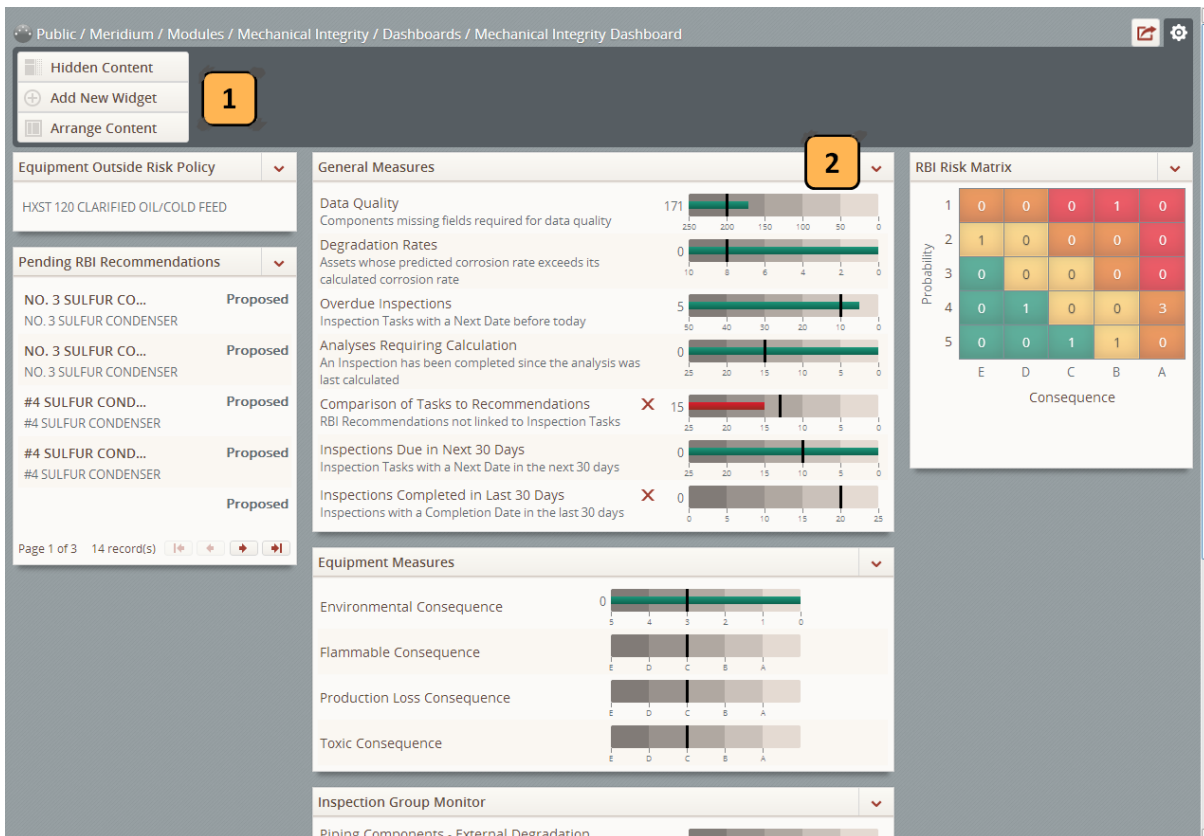 Public / Meridium / Modules / Mechanical Integrity / Dashboards / Mechanical Integrity Dashboard
Hidden Content
Add New Widget
Arrange Content
1
Equipment Outside Risk Policy
HXST 120 CLARIFIED OIL/COLD FEED
Pending RBI Recommendations
NO. 3 SULFUR CO... Proposed
NO. 3 SULFUR CONDENSER
NO. 3 SULFUR CO... Proposed
NO. 3 SULFUR CONDENSER
#4 SULFUR COND... Proposed
#4 SULFUR CONDENSER
#4 SULFUR COND... Proposed
#4 SULFUR CONDENSER
Proposed
Page 1 of 3 14 record(s)
General Measures
2
Data Quality 171
Components missing fields required for data quality
250 200 150 100 50 0
Degradation Rates 0
Assets whose predicted corrosion rate exceeds its
calculated corrosion rate
10 8 6 4 2 0
Overdue Inspections 5
Inspection Tasks with a Next Date before today
50 40 30 20 10 0
Analyses Requiring Calculation 0
An Inspection has been completed since the analysis was
last calculated
25 20 15 10 5 0
Comparison of Tasks to Recommendations 15
RBI Recommendations not linked to Inspection Tasks
25 20 15 10 5 0
Inspections Due in Next 30 Days 0
Inspection Tasks with a Next Date in the next 30 days
25 20 15 10 5 0
Inspections Completed in Last 30 Days 0
Inspections with a Completion Date in the last 30 days
0 5 10 15 20 25
Equipment Measures
Environmental Consequence 0
5 4 3 2 1 0
Flammable Consequence
E D C B A
Production Loss Consequence
E D C B A
Toxic Consequence
E D C B A
Inspection Group Monitor
Piping Components - External Degradation
RBI Risk Matrix
Probability
1 0 0 0 1 0
2 1 0 0 0 0
3 0 0 0 0 0
4 0 1 0 0 3
5 0 0 1 1 0
E D C B A
Consequence